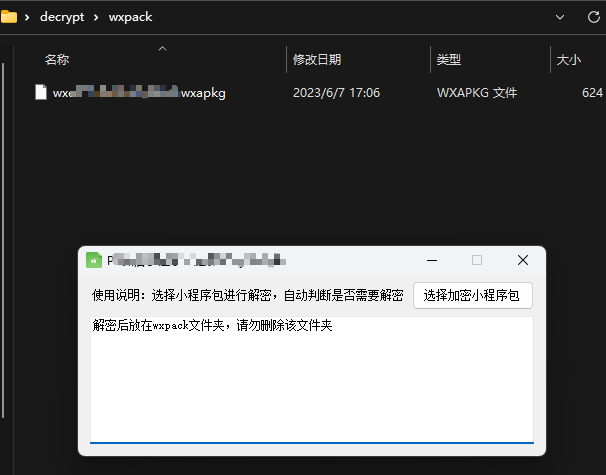 decrypt > wxpack
名称 修改日期 类型 大小
wxapkg 2023/6/7 17:06 WXAPKG 文件 624
使用说明：选择小程序包进行解密，自动判断是否需要解密 选择加密小程序包
解密后放在wxpack文件夹，请勿删除该文件夹